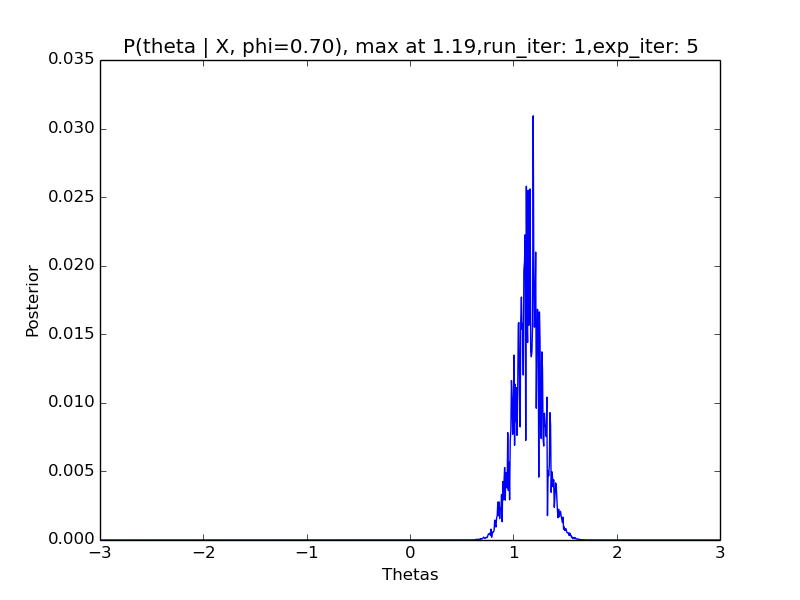 P(theta | X, phi=0.70), max at 1.19,run_iter: 1,exp_iter: 5
0.035
0.030
0.025
0.020
0.015
0.010
0.005
0.000
Posterior
−3 −2 −1 0 1 2 3
Thetas